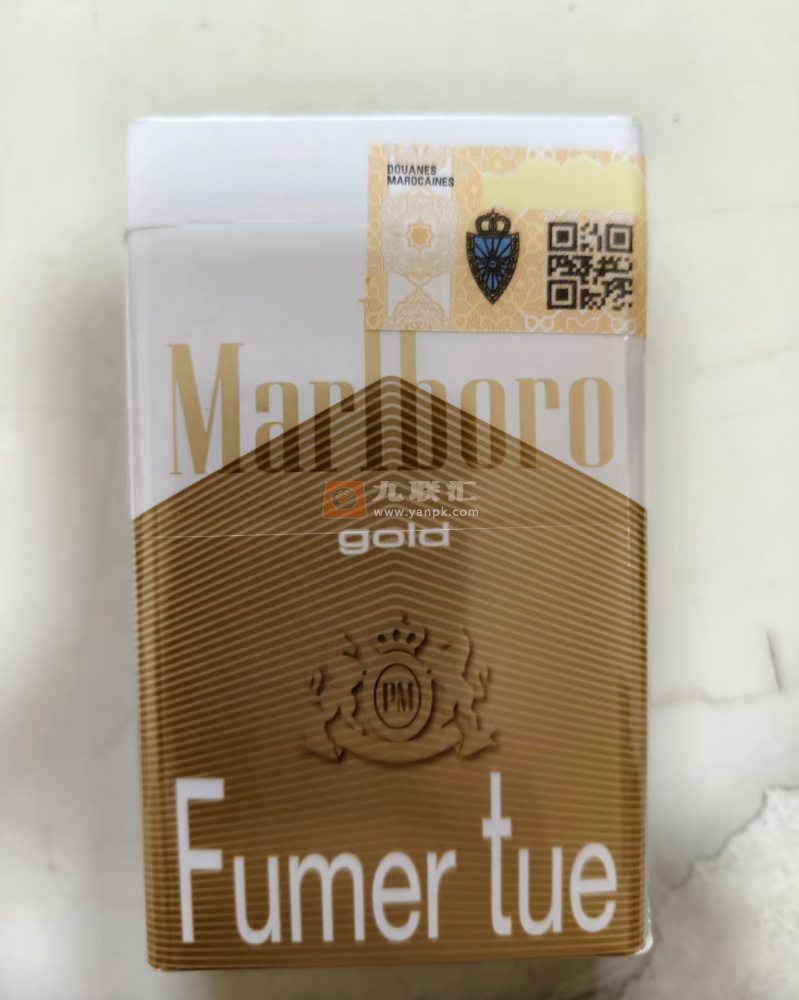 DOUANES
MAROCAINES
Marlboro
九联汇
www.yanpk.com
gold
PM
Fumer tue